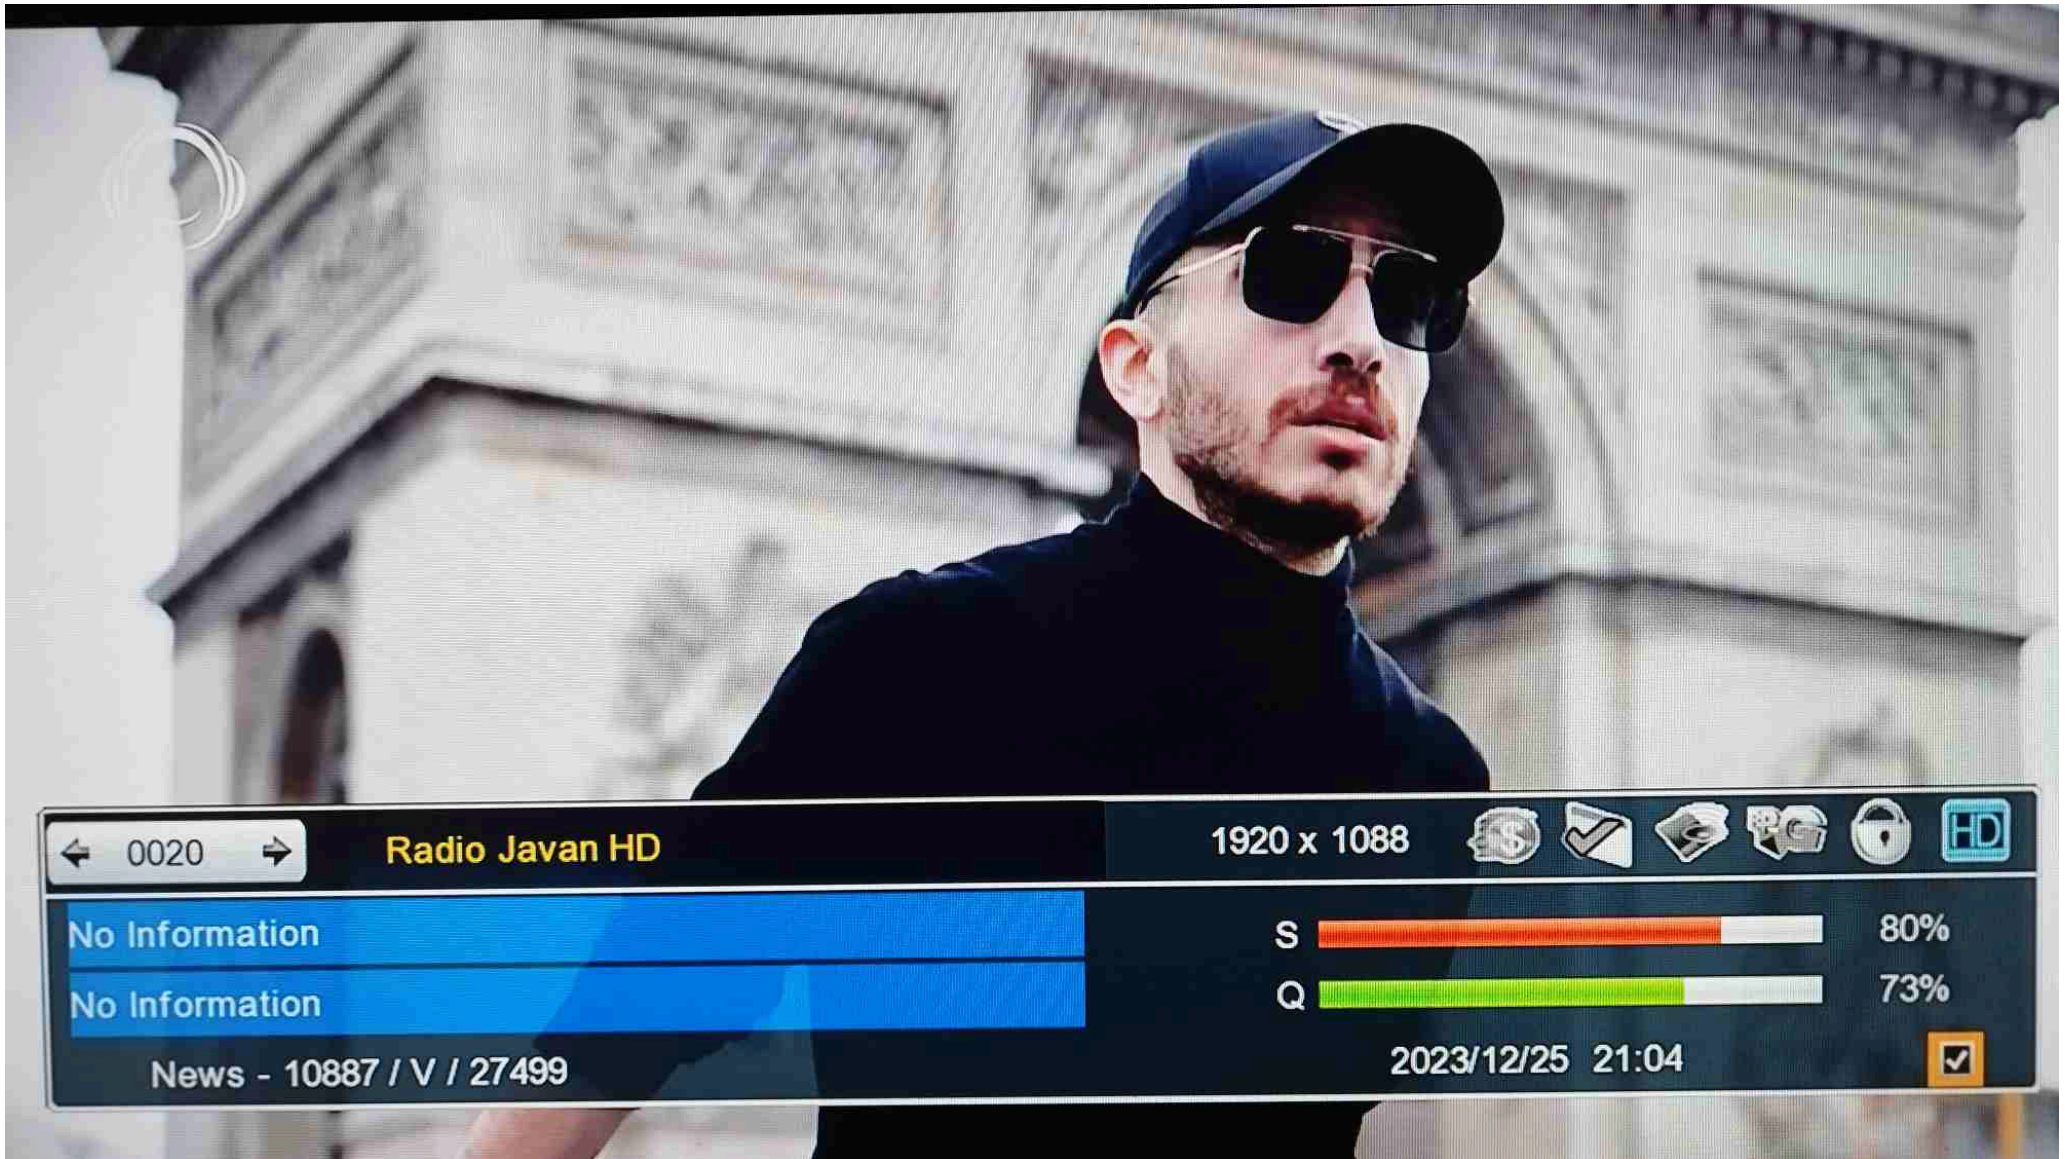 0020 Radio Javan HD 1920 x 1088 HD
No Information
S 80%
No Information
Q 73%
News - 10887 / V / 27499 2023/12/25 21:04